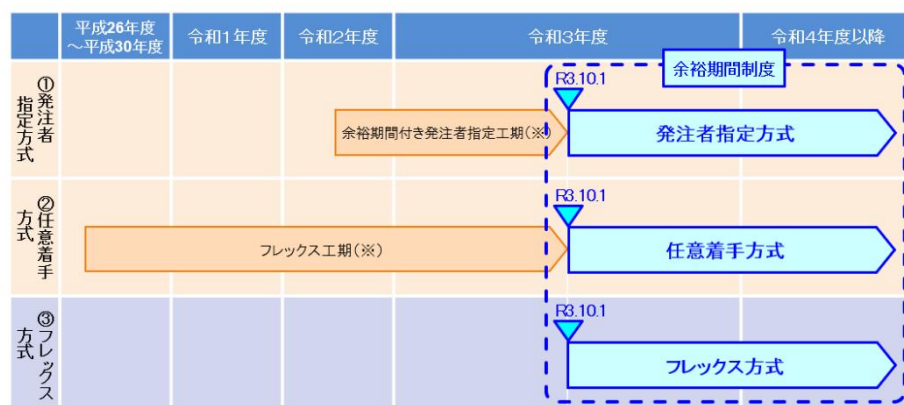 平成26年度
～平成30年度
令和1年度
令和2年度
令和3年度
令和4年度以降
余裕期間制度
①発注者
指定方式
R3.10.1
余裕期間付き発注者指定工期(※)
発注者指定方式
②任意着手
方式
R3.10.1
フレックス工期(※)
任意着手方式
③フレックス
方式
R3.10.1
フレックス方式